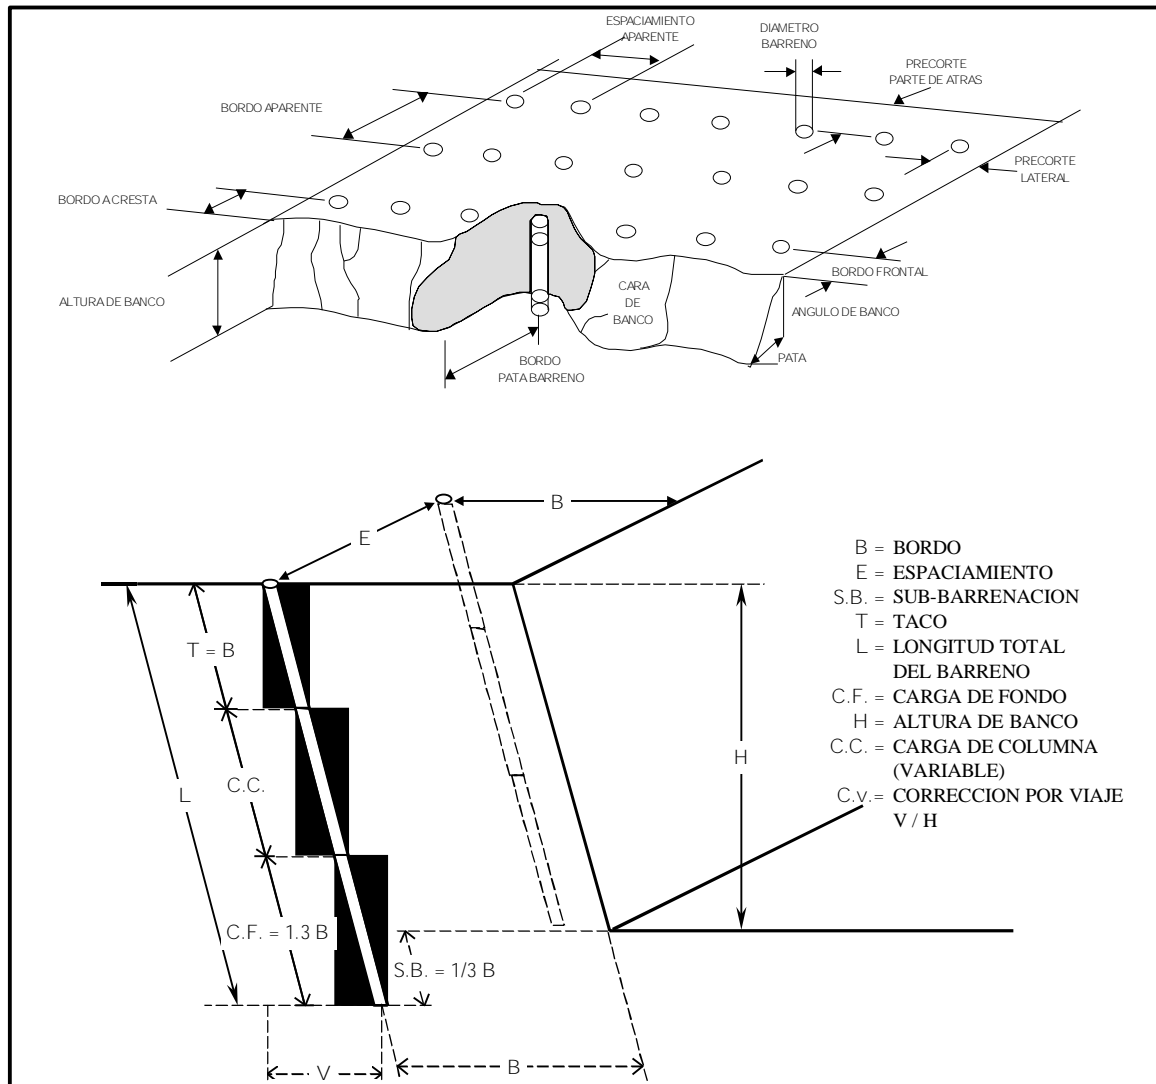 ESPACIAMIENTO
APARENTE
DIAMETRO
BARRENO
PRECORTE
PARTE DE ATRAS
BORDO APARENTE
PRECORTE
LATERAL
BORDO A CRESTA
BORDO FRONTAL
ALTURA DE BANCO
CARA
DE
BANCO
ANGULO DE BANCO
BORDO
PATA BARRENO
PATA
B
E
B = BORDO
E = ESPACIAMIENTO
S.B. = SUB-BARRENACION
T = TACO
L = LONGITUD TOTAL
DEL BARRENO
C.F. = CARGA DE FONDO
H = ALTURA DE BANCO
C.C. = CARGA DE COLUMNA
(VARIABLE)
C.v. = CORRECCION POR VIAJE
V / H
T = B
H
C.C.
L
C.F. = 1.3 B
S.B. = 1/3 B
V
B